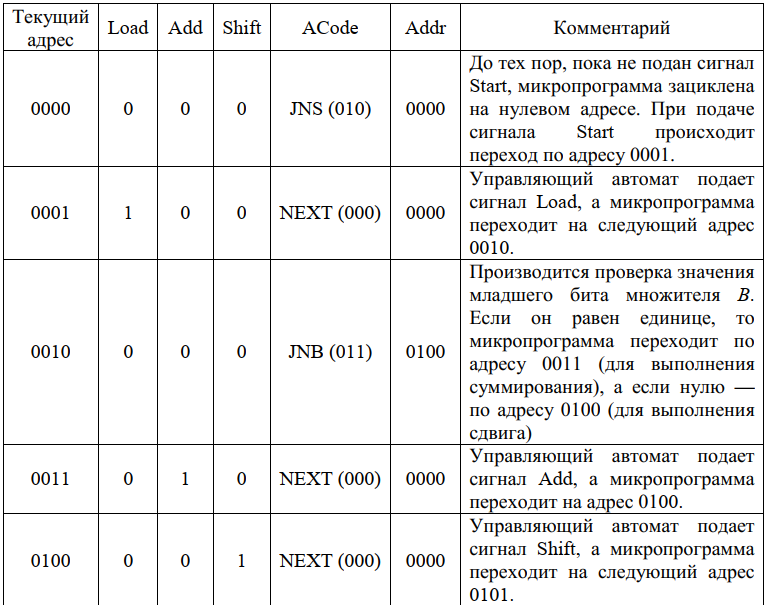 Текущий адрес Load Add Shift ACode Addr Комментарий
0000 0 0 0 JNS (010) 0000
До тех пор, пока не подан сигнал
Start, микропрограмма зациклена
на нулевом адресе. При подаче
сигнала Start происходит
переход по адресу 0001.
0001 1 0 0 NEXT (000) 0000
Управляющий автомат подает
сигнал Load, а микропрограмма
переходит на следующий адрес
0010.
0010 0 0 0 JNB (011) 0100
Производится проверка значения
младшего бита множителя B.
Если он равен единице, то
микропрограмма переходит по
адресу 0011 (для выполнения
суммирования), а если нулю —
по адресу 0100 (для выполнения
сдвига)
0011 0 1 0 NEXT (000) 0000
Управляющий автомат подает
сигнал Add, а микропрограмма
переходит на адрес 0100.
0100 0 0 1 NEXT (000) 0000
Управляющий автомат подает
сигнал Shift, а микропрограмма
переходит на следующий адрес
0101.